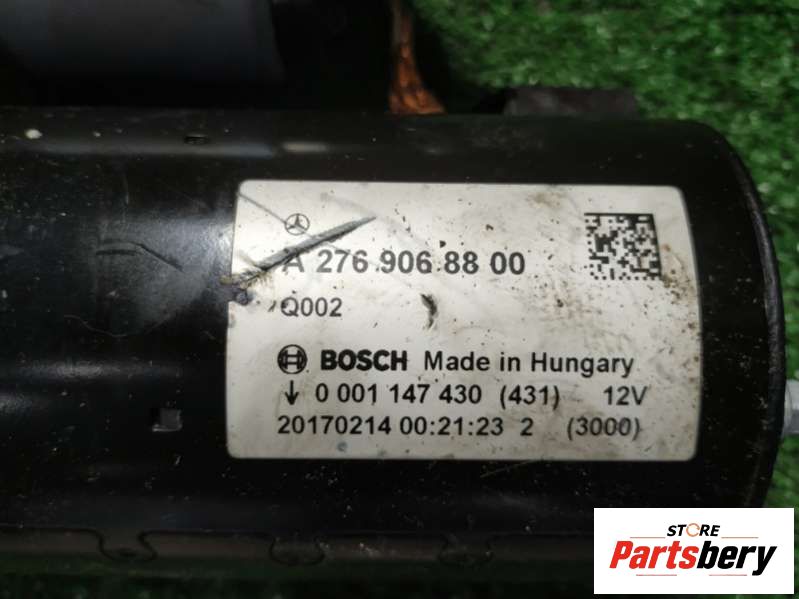 A 276 906 88 00
Q002
BOSCH Made in Hungary
↓ 0 001 147 430 (431) 12V
20170214 00:21:23 2 (3000)
STORE
Partsbery